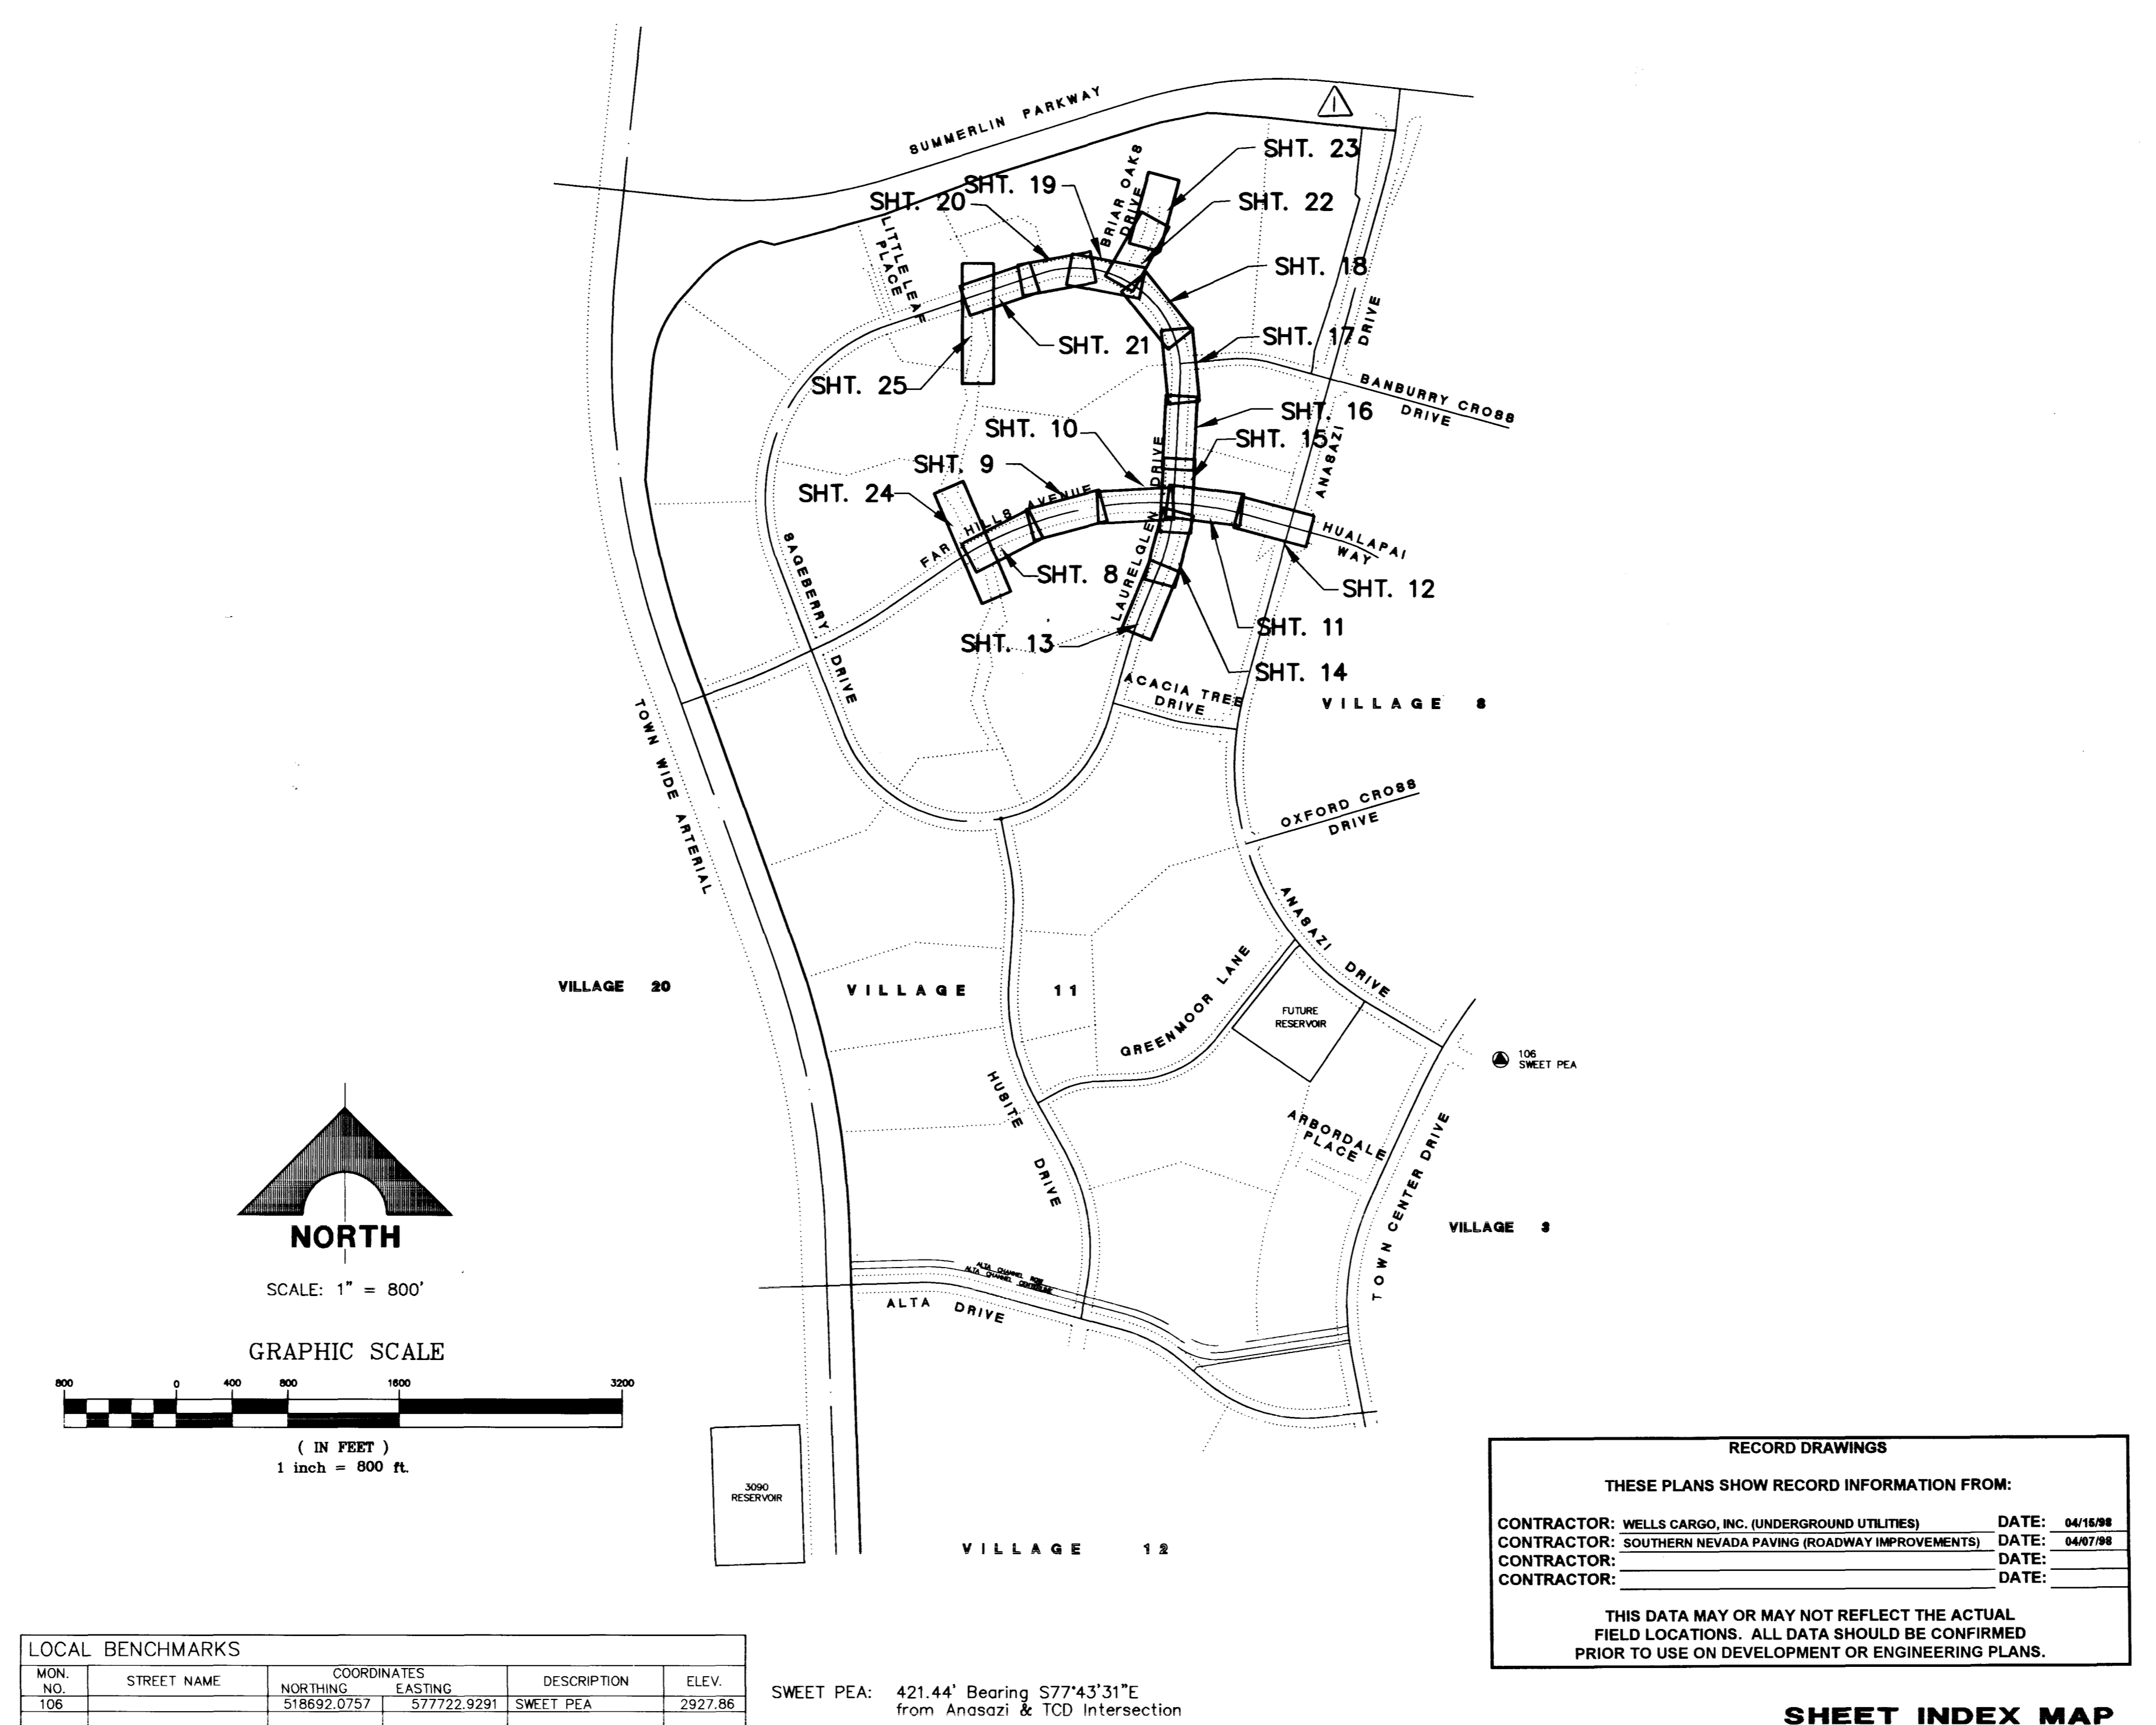 SUMMERLIN PARKWAY
1
SHT. 23
SHT. 19
SHT. 20
BRIAR OAKS
DRIVE
SHT. 22
LITTLE LEAF
PLACE
SHT. 18
SHT. 17
DRIVE
SHT. 21
SHT. 25
BANBURRY CROSS
DRIVE
SHT. 16
SHT. 10
SHT. 15
SHT. 9
ANASAZI
SHT. 24
FAR HILLS AVENUE
LAURELGLEN DRIVE
HUALAPAI
WAY
SHT. 8
SHT. 12
SAGEBERRY DRIVE
SHT. 11
SHT. 13
SHT. 14
ACACIA TREE
DRIVE
VILLAGE 8
TOWN WIDE ARTERIAL
OXFORD CROSS
DRIVE
ANASAZI DRIVE
VILLAGE 20
VILLAGE 11
GREENMOOR LANE
FUTURE
RESERVOIR
106
SWEET PEA
HUSITE DRIVE
ARBORDALE
PLACE
TOWN CENTER DRIVE
VILLAGE 3
NORTH
SCALE: 1" = 800'
ALTA CHANNEL ROW
ALTA CHANNEL CENTERLINE
ALTA DRIVE
GRAPHIC SCALE
800 0 400 800 1600 3200
( IN FEET )
1 inch = 800 ft.
3090
RESERVOIR
VILLAGE 12
RECORD DRAWINGS
THESE PLANS SHOW RECORD INFORMATION FROM:
CONTRACTOR: WELLS CARGO, INC. (UNDERGROUND UTILITIES) DATE: 04/15/98
CONTRACTOR: SOUTHERN NEVADA PAVING (ROADWAY IMPROVEMENTS) DATE: 04/07/98
CONTRACTOR: DATE:
CONTRACTOR: DATE:
THIS DATA MAY OR MAY NOT REFLECT THE ACTUAL
FIELD LOCATIONS. ALL DATA SHOULD BE CONFIRMED
PRIOR TO USE ON DEVELOPMENT OR ENGINEERING PLANS.
LOCAL BENCHMARKS
MON. NO. STREET NAME COORDINATES NORTHING EASTING DESCRIPTION ELEV.
106 518692.0757 577722.9291 SWEET PEA 2927.86
SWEET PEA: 421.44' Bearing S77°43'31"E
from Anasazi & TCD Intersection
SHEET INDEX MAP